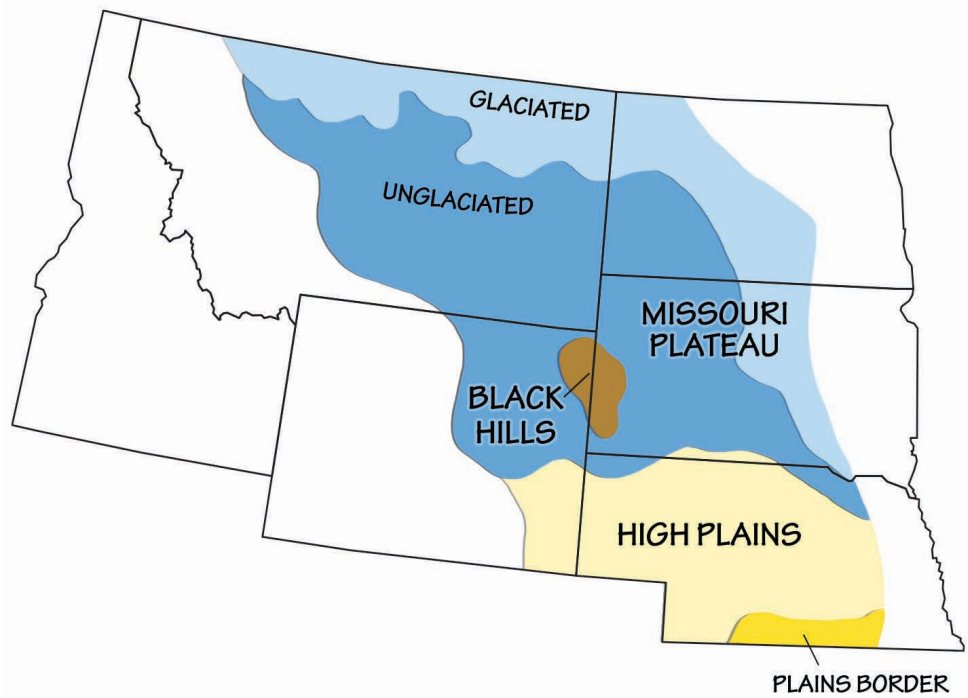 GLACIATED
UNGLACIATED
MISSOURI
PLATEAU
BLACK
HILLS
HIGH PLAINS
PLAINS BORDER